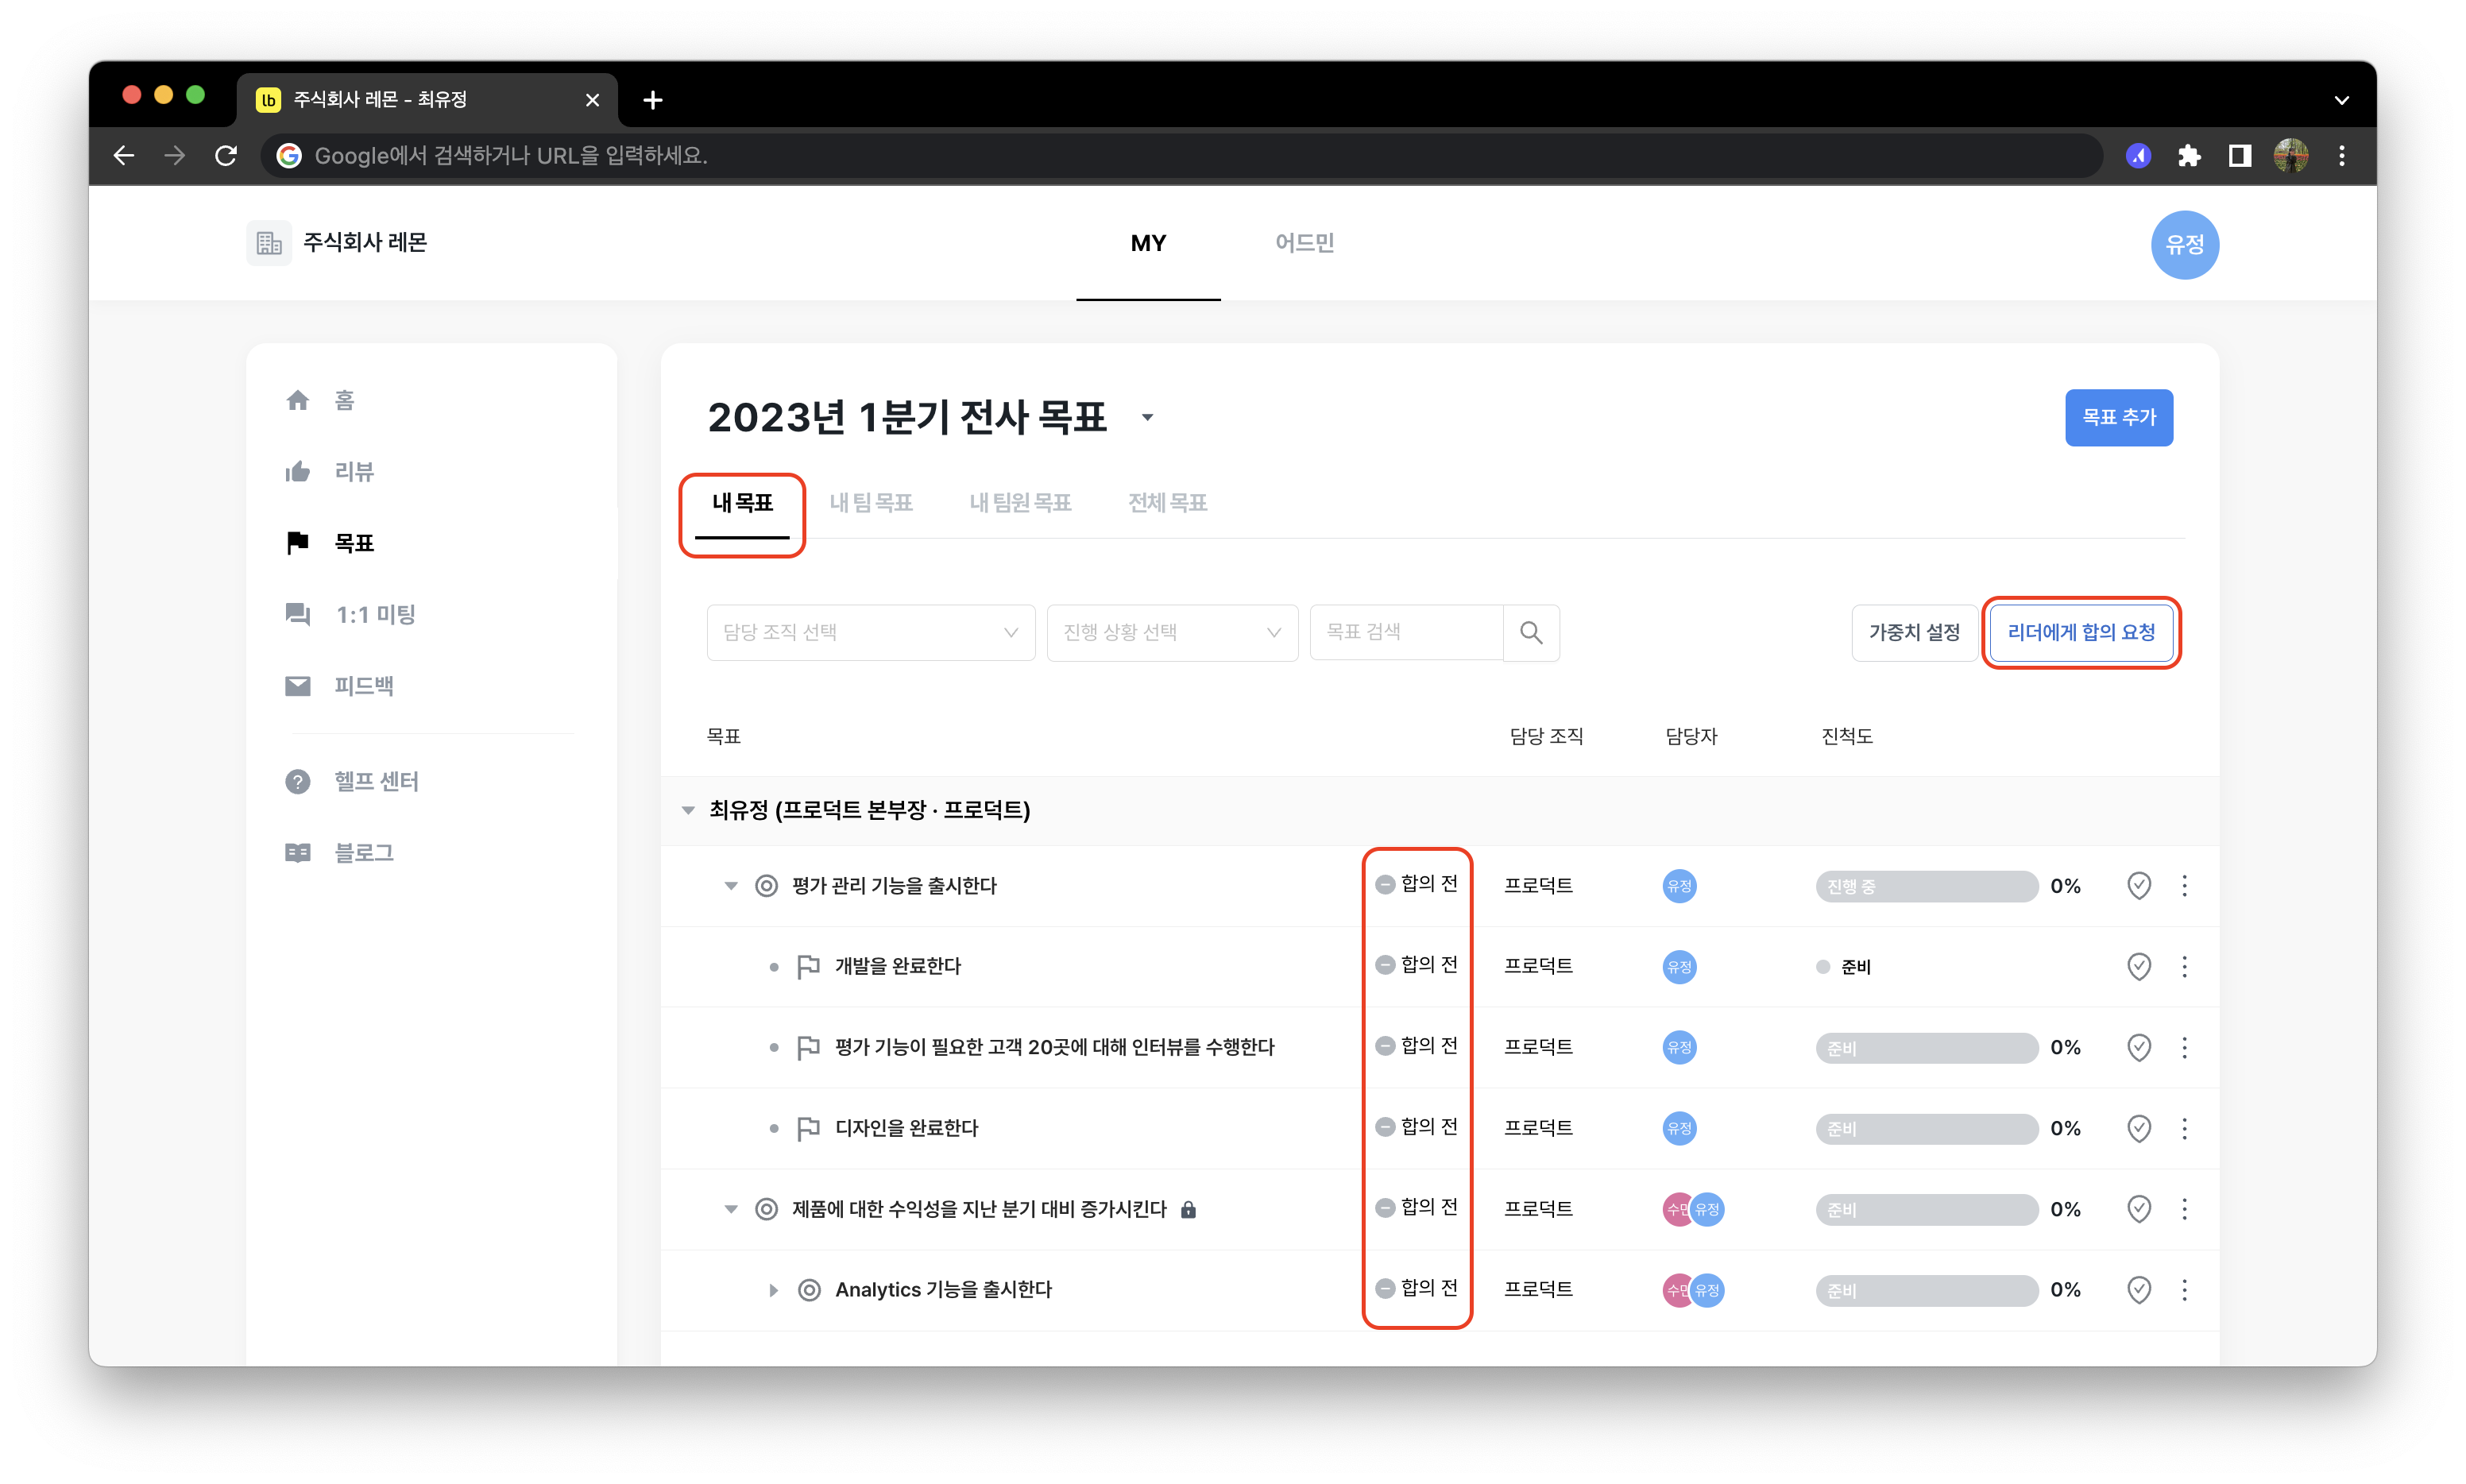 lb 주식회사 레몬 - 최유정
Google에서 검색하거나 URL을 입력하세요.
주식회사 레몬
MY
어드민
유정
홈
리뷰
목표
1:1 미팅
피드백
헬프 센터
블로그
2023년 1분기 전사 목표
목표 추가
내 목표 내 팀 목표 내 팀원 목표 전체 목표
담당 조직 선택 진행 상황 선택 목표 검색 가중치 설정 리더에게 합의 요청
목표 담당 조직 담당자 진척도
최유정 (프로덕트 본부장 · 프로덕트)
평가 관리 기능을 출시한다 합의 전 프로덕트 유정 진행 중 0%
개발을 완료한다 합의 전 프로덕트 유정 준비
평가 기능이 필요한 고객 20곳에 대해 인터뷰를 수행한다 합의 전 프로덕트 유정 준비 0%
디자인을 완료한다 합의 전 프로덕트 유정 준비 0%
제품에 대한 수익성을 지난 분기 대비 증가시킨다 합의 전 프로덕트 유정 준비 0%
Analytics 기능을 출시한다 합의 전 프로덕트 유정 준비 0%